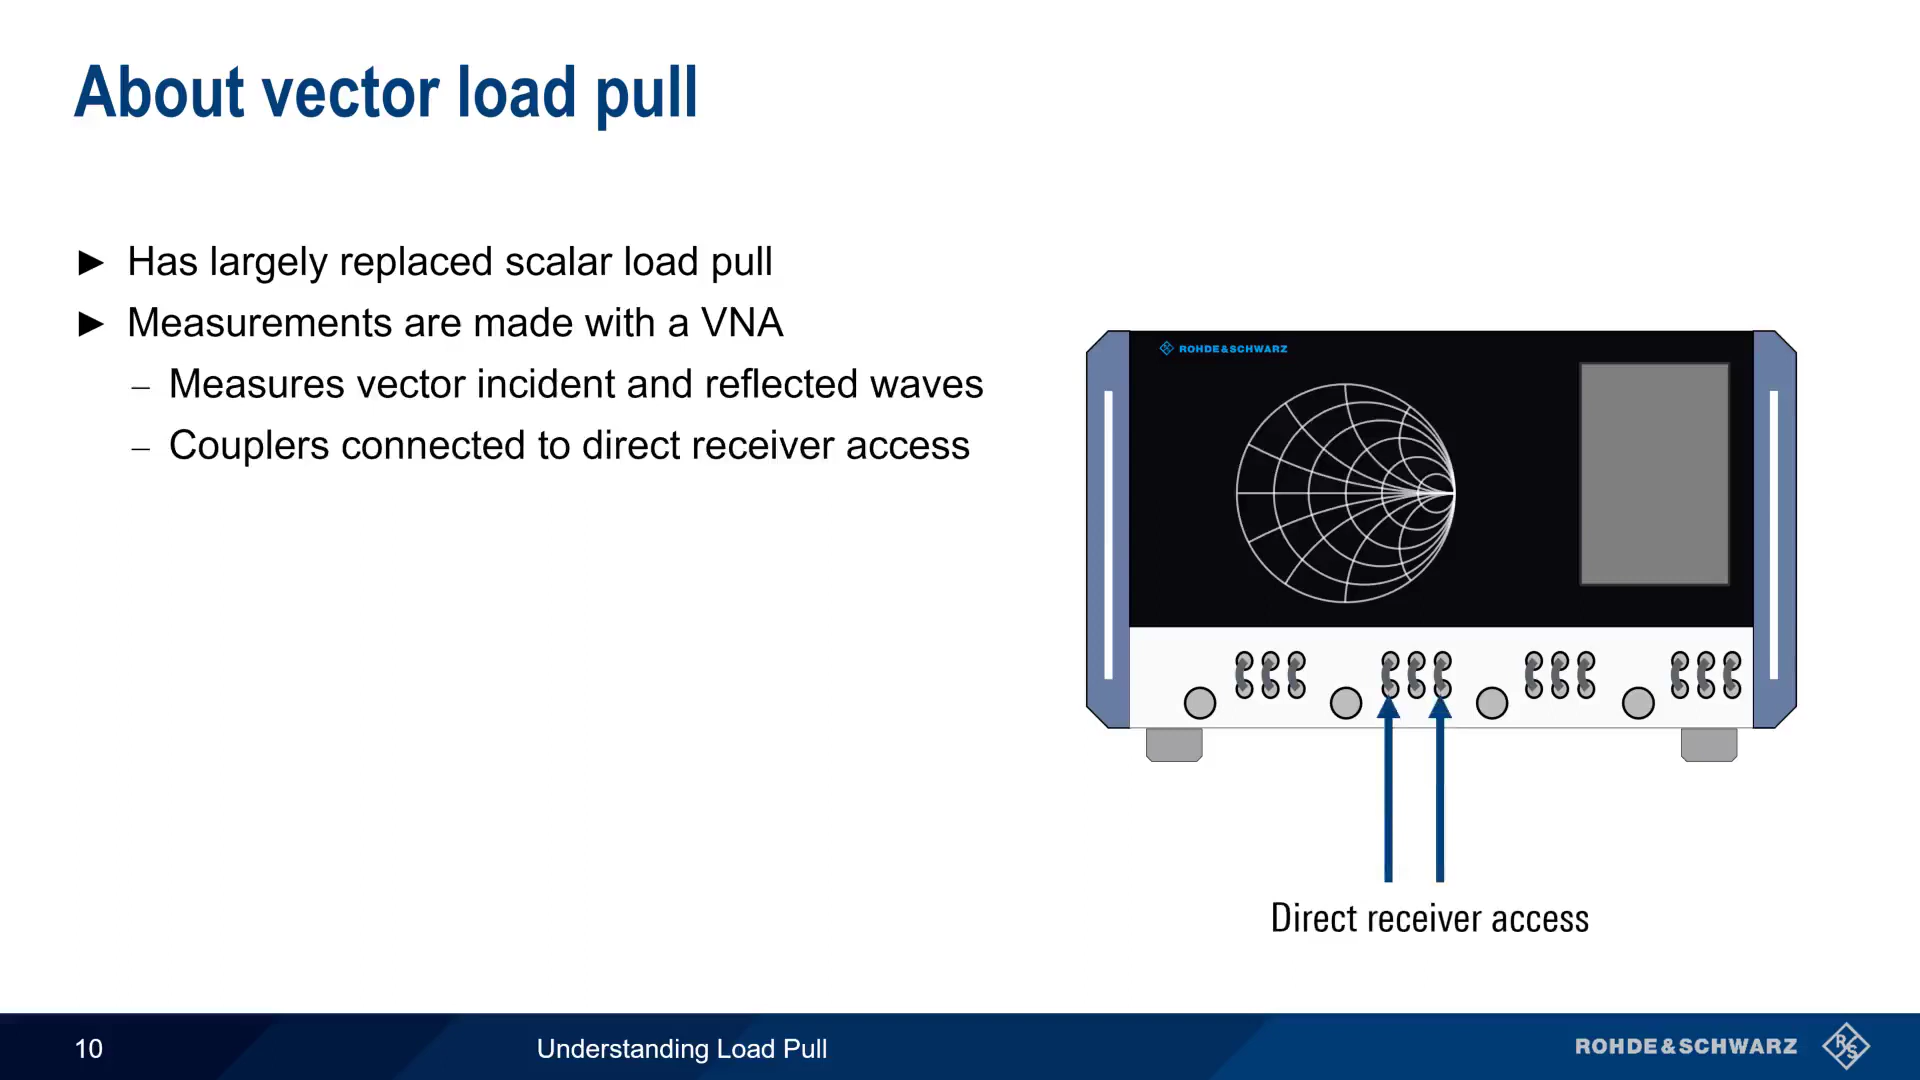 About vector load pull
► Has largely replaced scalar load pull
► Measurements are made with a VNA
– Measures vector incident and reflected waves
– Couplers connected to direct receiver access
ROHDE&SCHWARZ
Direct receiver access
10
Understanding Load Pull
ROHDE&SCHWARZ
R&S